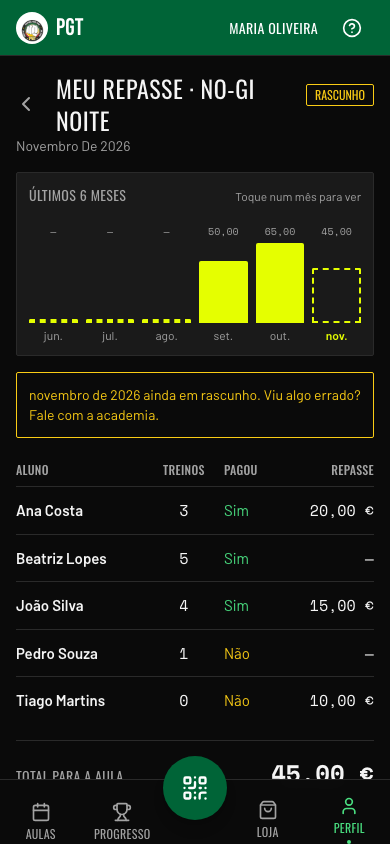 PGT
MARIA OLIVEIRA
MEU REPASSE · NO-GI
NOITE
RASCUNHO
Novembro De 2026
ÚLTIMOS 6 MESES
Toque num mês para ver
— — — 50,00 65,00 45,00
jun. jul. ago. set. out. nov.
novembro de 2026 ainda em rascunho. Viu algo errado?
Fale com a academia.
ALUNO TREINOS PAGOU REPASSE
Ana Costa 3 Sim 20,00 €
Beatriz Lopes 5 Sim —
João Silva 4 Sim 15,00 €
Pedro Souza 1 Não —
Tiago Martins 0 Não 10,00 €
TOTAL PARA A AULA 45,00 €
AULAS PROGRESSO LOJA PERFIL